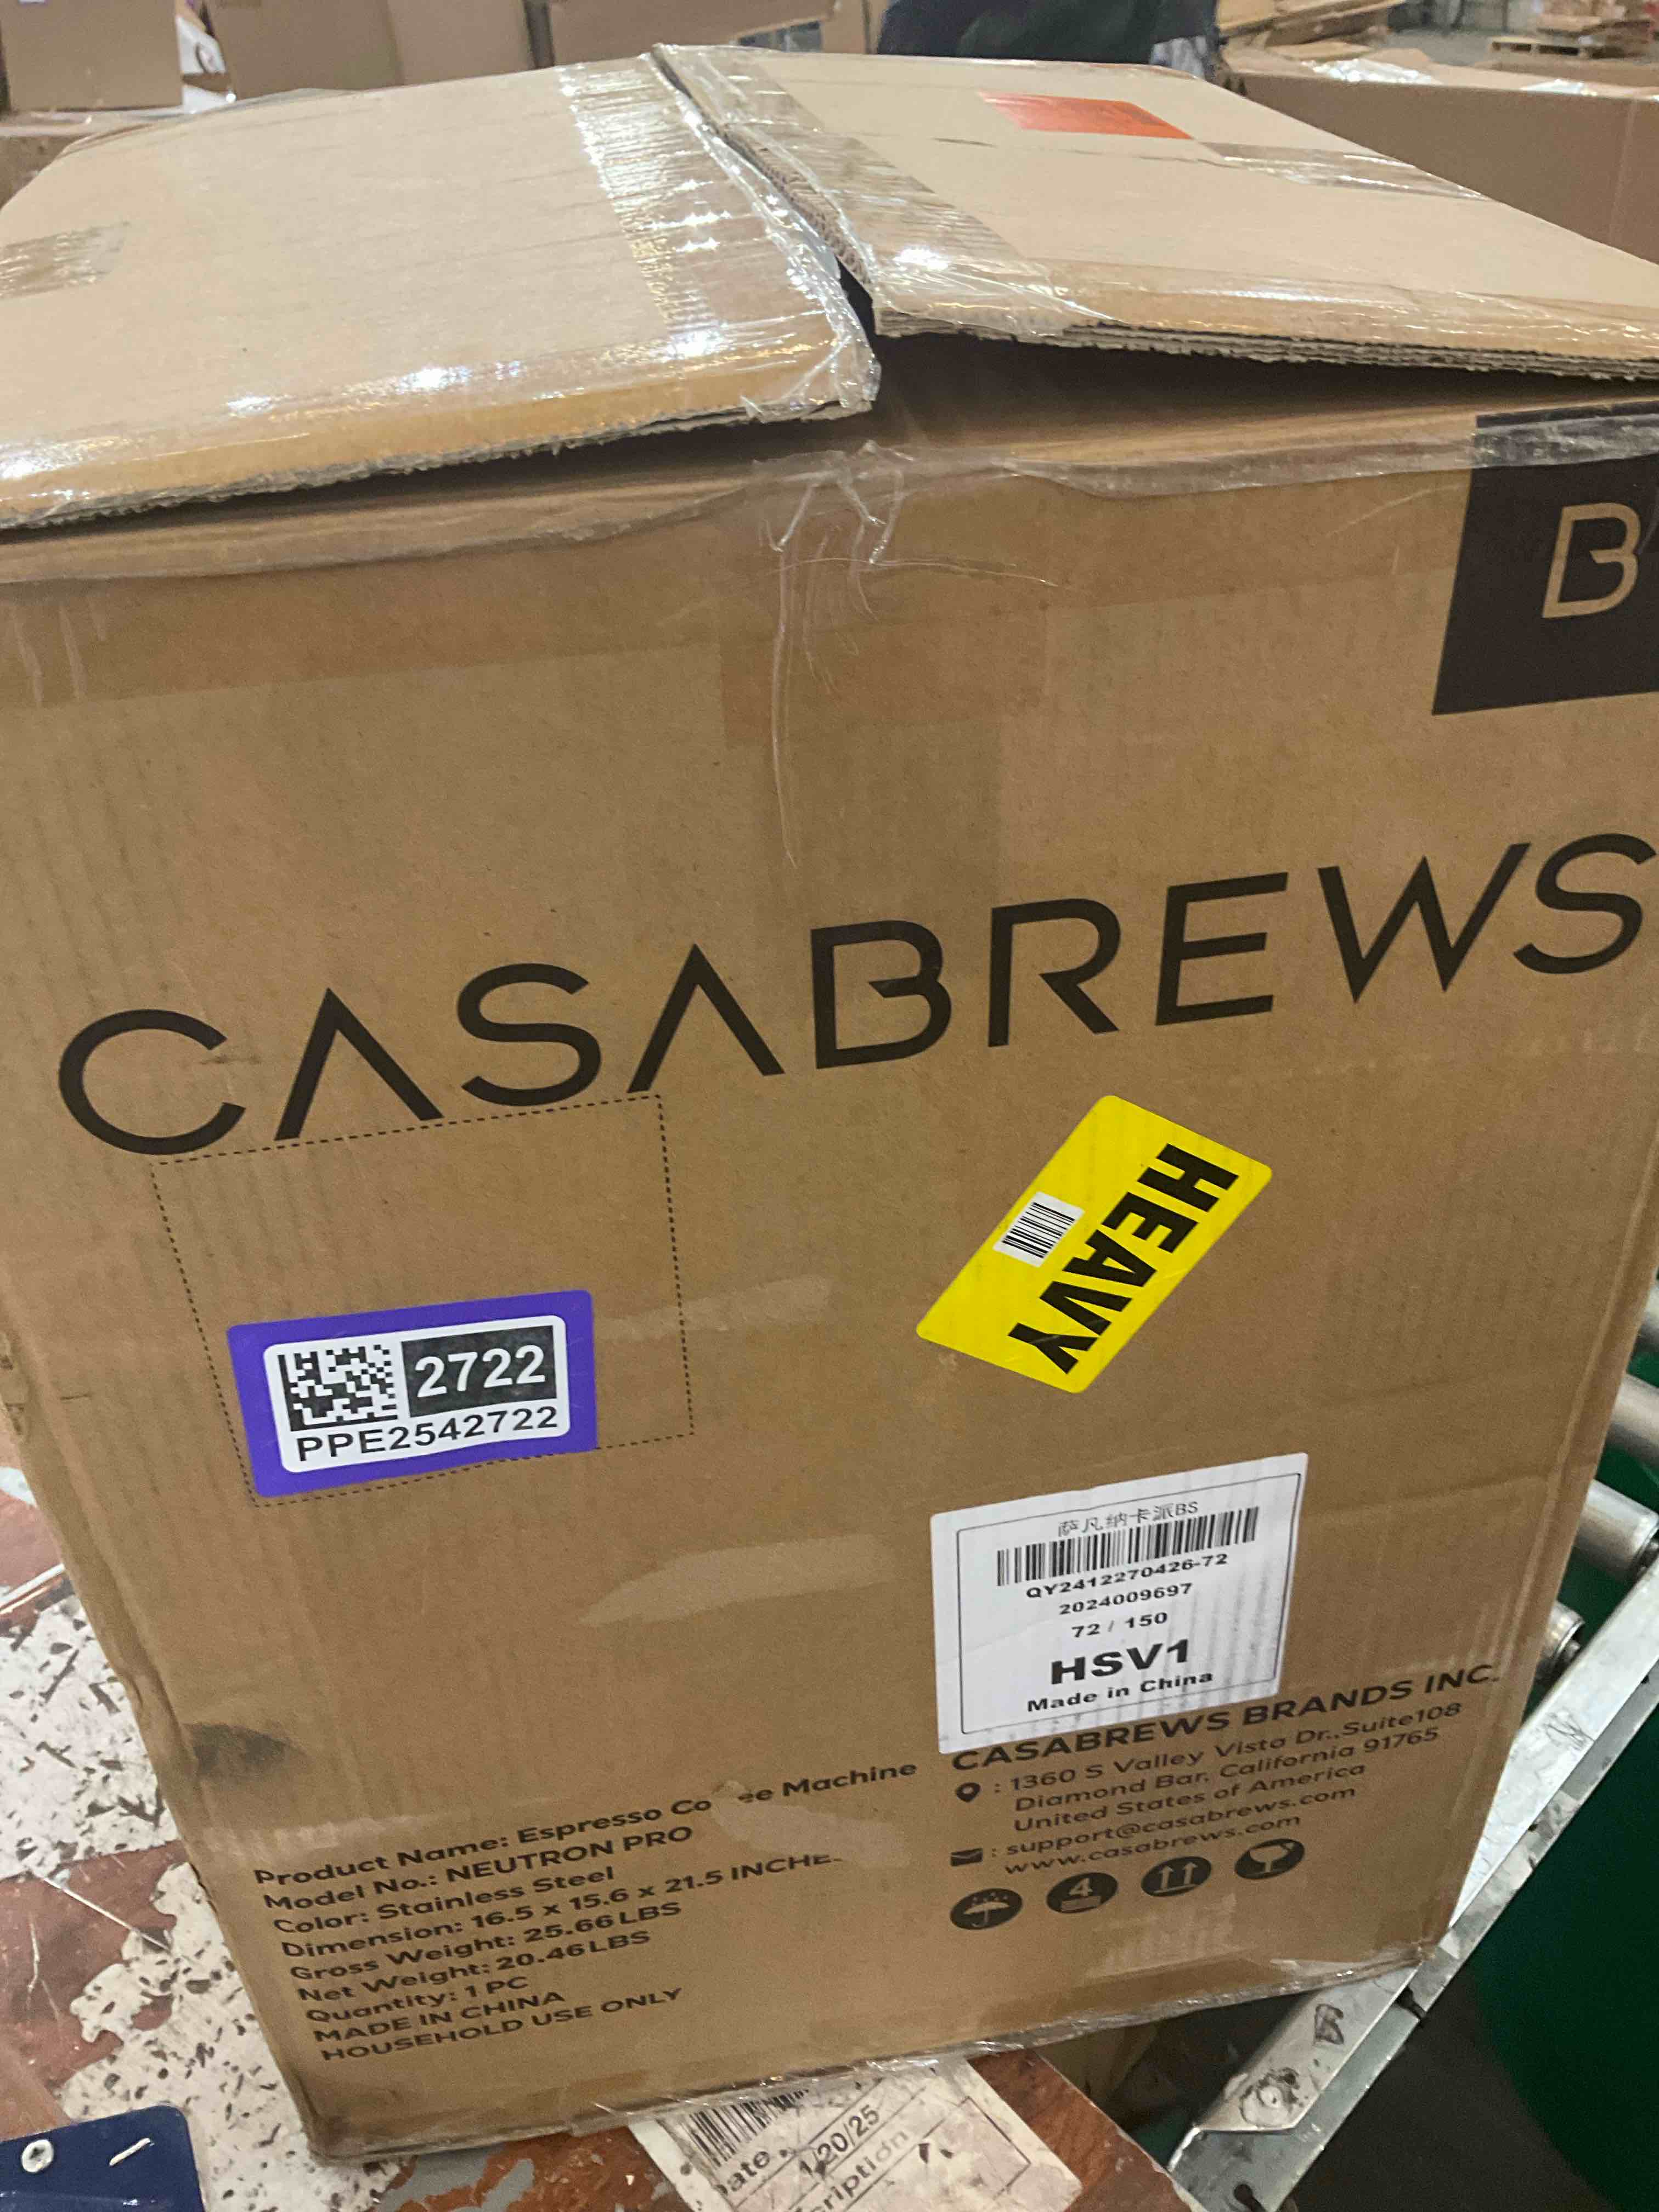 B
CASABREWS
HEAVY
2722
PPE2542722
萨凡纳卡派BS
QY2412270426-72
2024009697
72 / 150
HSV1
Made in China
Product Name: Espresso Co ee Machine
Model No.: NEUTRON PRO
Color: Stainless Steel
Dimension: 16.5 x 15.6 x 21.5 INCHE
Gross Weight: 25.66LBS
Net Weight: 20.46LBS
Quantity: 1 PC
MADE IN CHINA
HOUSEHOLD USE ONLY
CASABREWS BRANDS INC.
: 1360 S Valley Vista Dr.,Suite108
Diamond Bar, California 91765
United States of America
: support@casabrews.com
www.casabrews.com
4
ate
1/20/25
cription